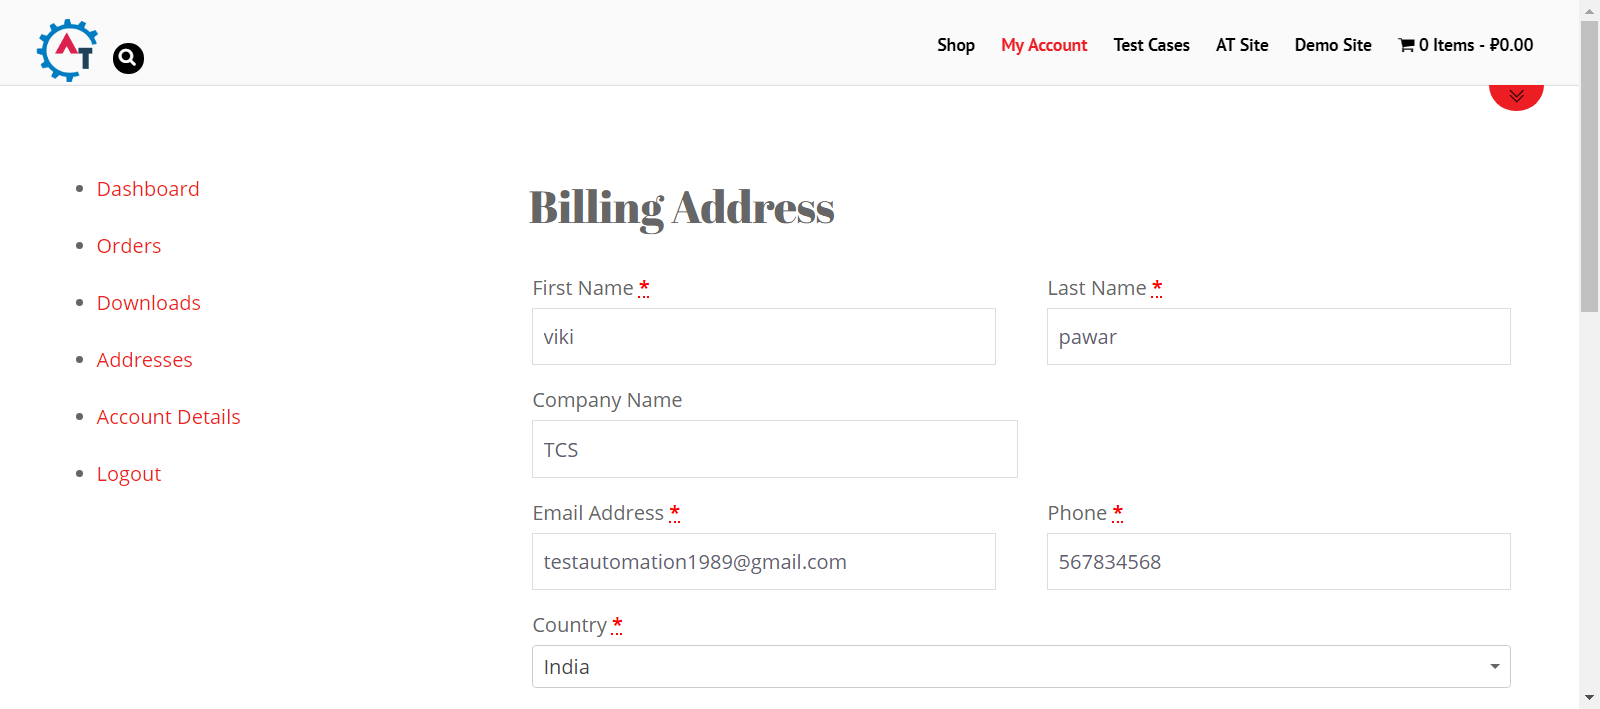 AT
Shop My Account Test Cases AT Site Demo Site 0 Items - ₽0.00
Dashboard
Orders
Downloads
Addresses
Account Details
Logout
Billing Address
First Name * Last Name *
viki pawar
Company Name
TCS
Email Address * Phone *
testautomation1989@gmail.com 567834568
Country *
India